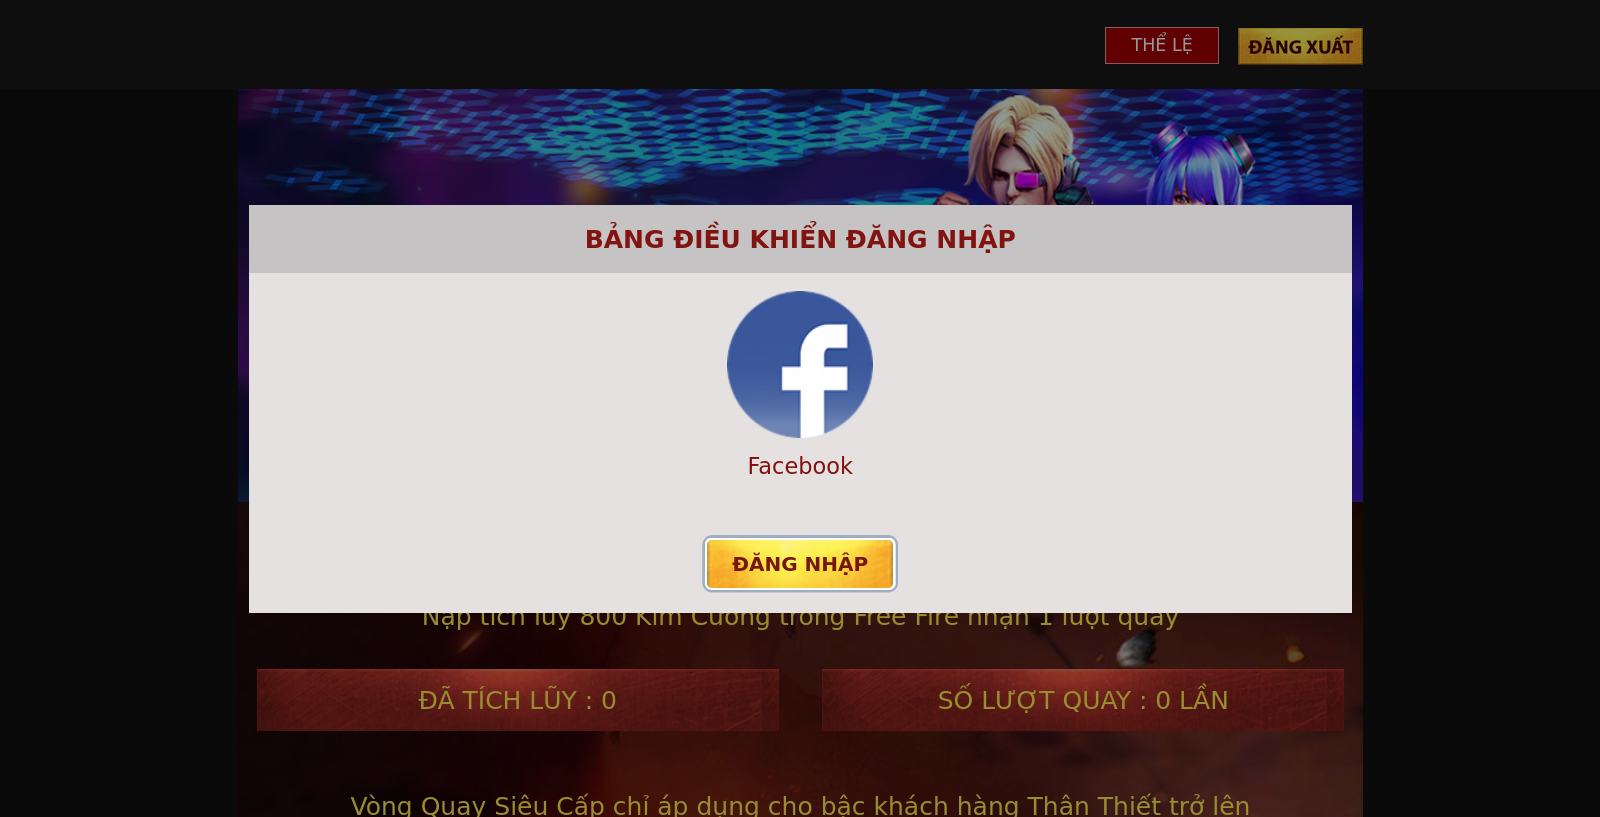 THỂ LỆ
ĐĂNG XUẤT
BẢNG ĐIỀU KHIỂN ĐĂNG NHẬP
Facebook
ĐĂNG NHẬP
Nạp tích lũy 800 Kim Cương trong Free Fire nhận 1 lượt quay
ĐÃ TÍCH LŨY : 0
SỐ LƯỢT QUAY : 0 LẦN
Vòng Quay Siêu Cấp chỉ áp dụng cho bậc khách hàng Thân Thiết trở lên